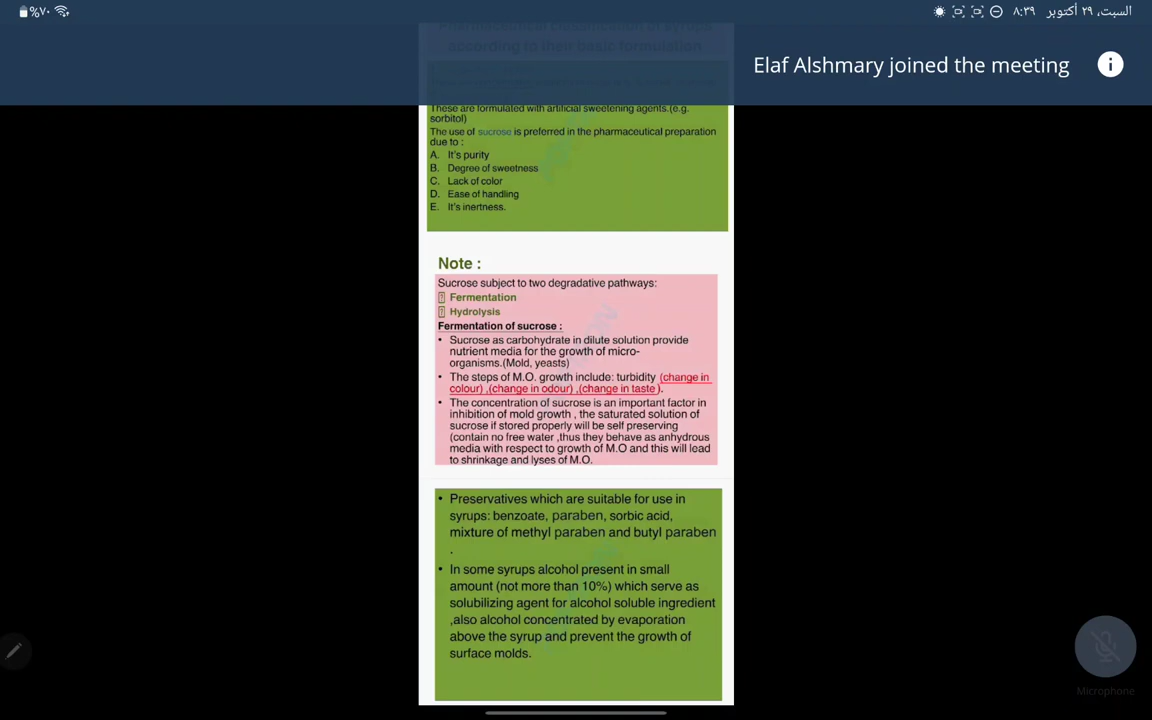 %٧٠
السبت، ٢٩ أكتوبر ٨:٣٩
Elaf Alshmary joined the meeting
Pharmaceutical classification of syrups
according to their basic formulation
These are formulated with artificial sweetening agents.(e.g.
sorbitol)
The use of sucrose is preferred in the pharmaceutical preparation
due to :
A. It's purity
B. Degree of sweetness
C. Lack of color
D. Ease of handling
E. It's inertness.
Note :
Sucrose subject to two degradative pathways:
Fermentation
Hydrolysis
Fermentation of sucrose :
• Sucrose as carbohydrate in dilute solution provide
nutrient media for the growth of micro-
organisms.(Mold, yeasts)
• The steps of M.O. growth include: turbidity (change in
colour) ,(change in odour) ,(change in taste ).
• The concentration of sucrose is an important factor in
inhibition of mold growth , the saturated solution of
sucrose if stored properly will be self preserving
(contain no free water ,thus they behave as anhydrous
media with respect to growth of M.O and this will lead
to shrinkage and lyses of M.O.
• Preservatives which are suitable for use in
syrups: benzoate, paraben, sorbic acid,
mixture of methyl paraben and butyl paraben
.
• In some syrups alcohol present in small
amount (not more than 10%) which serve as
solubilizing agent for alcohol soluble ingredient
,also alcohol concentrated by evaporation
above the syrup and prevent the growth of
surface molds.
Microphone